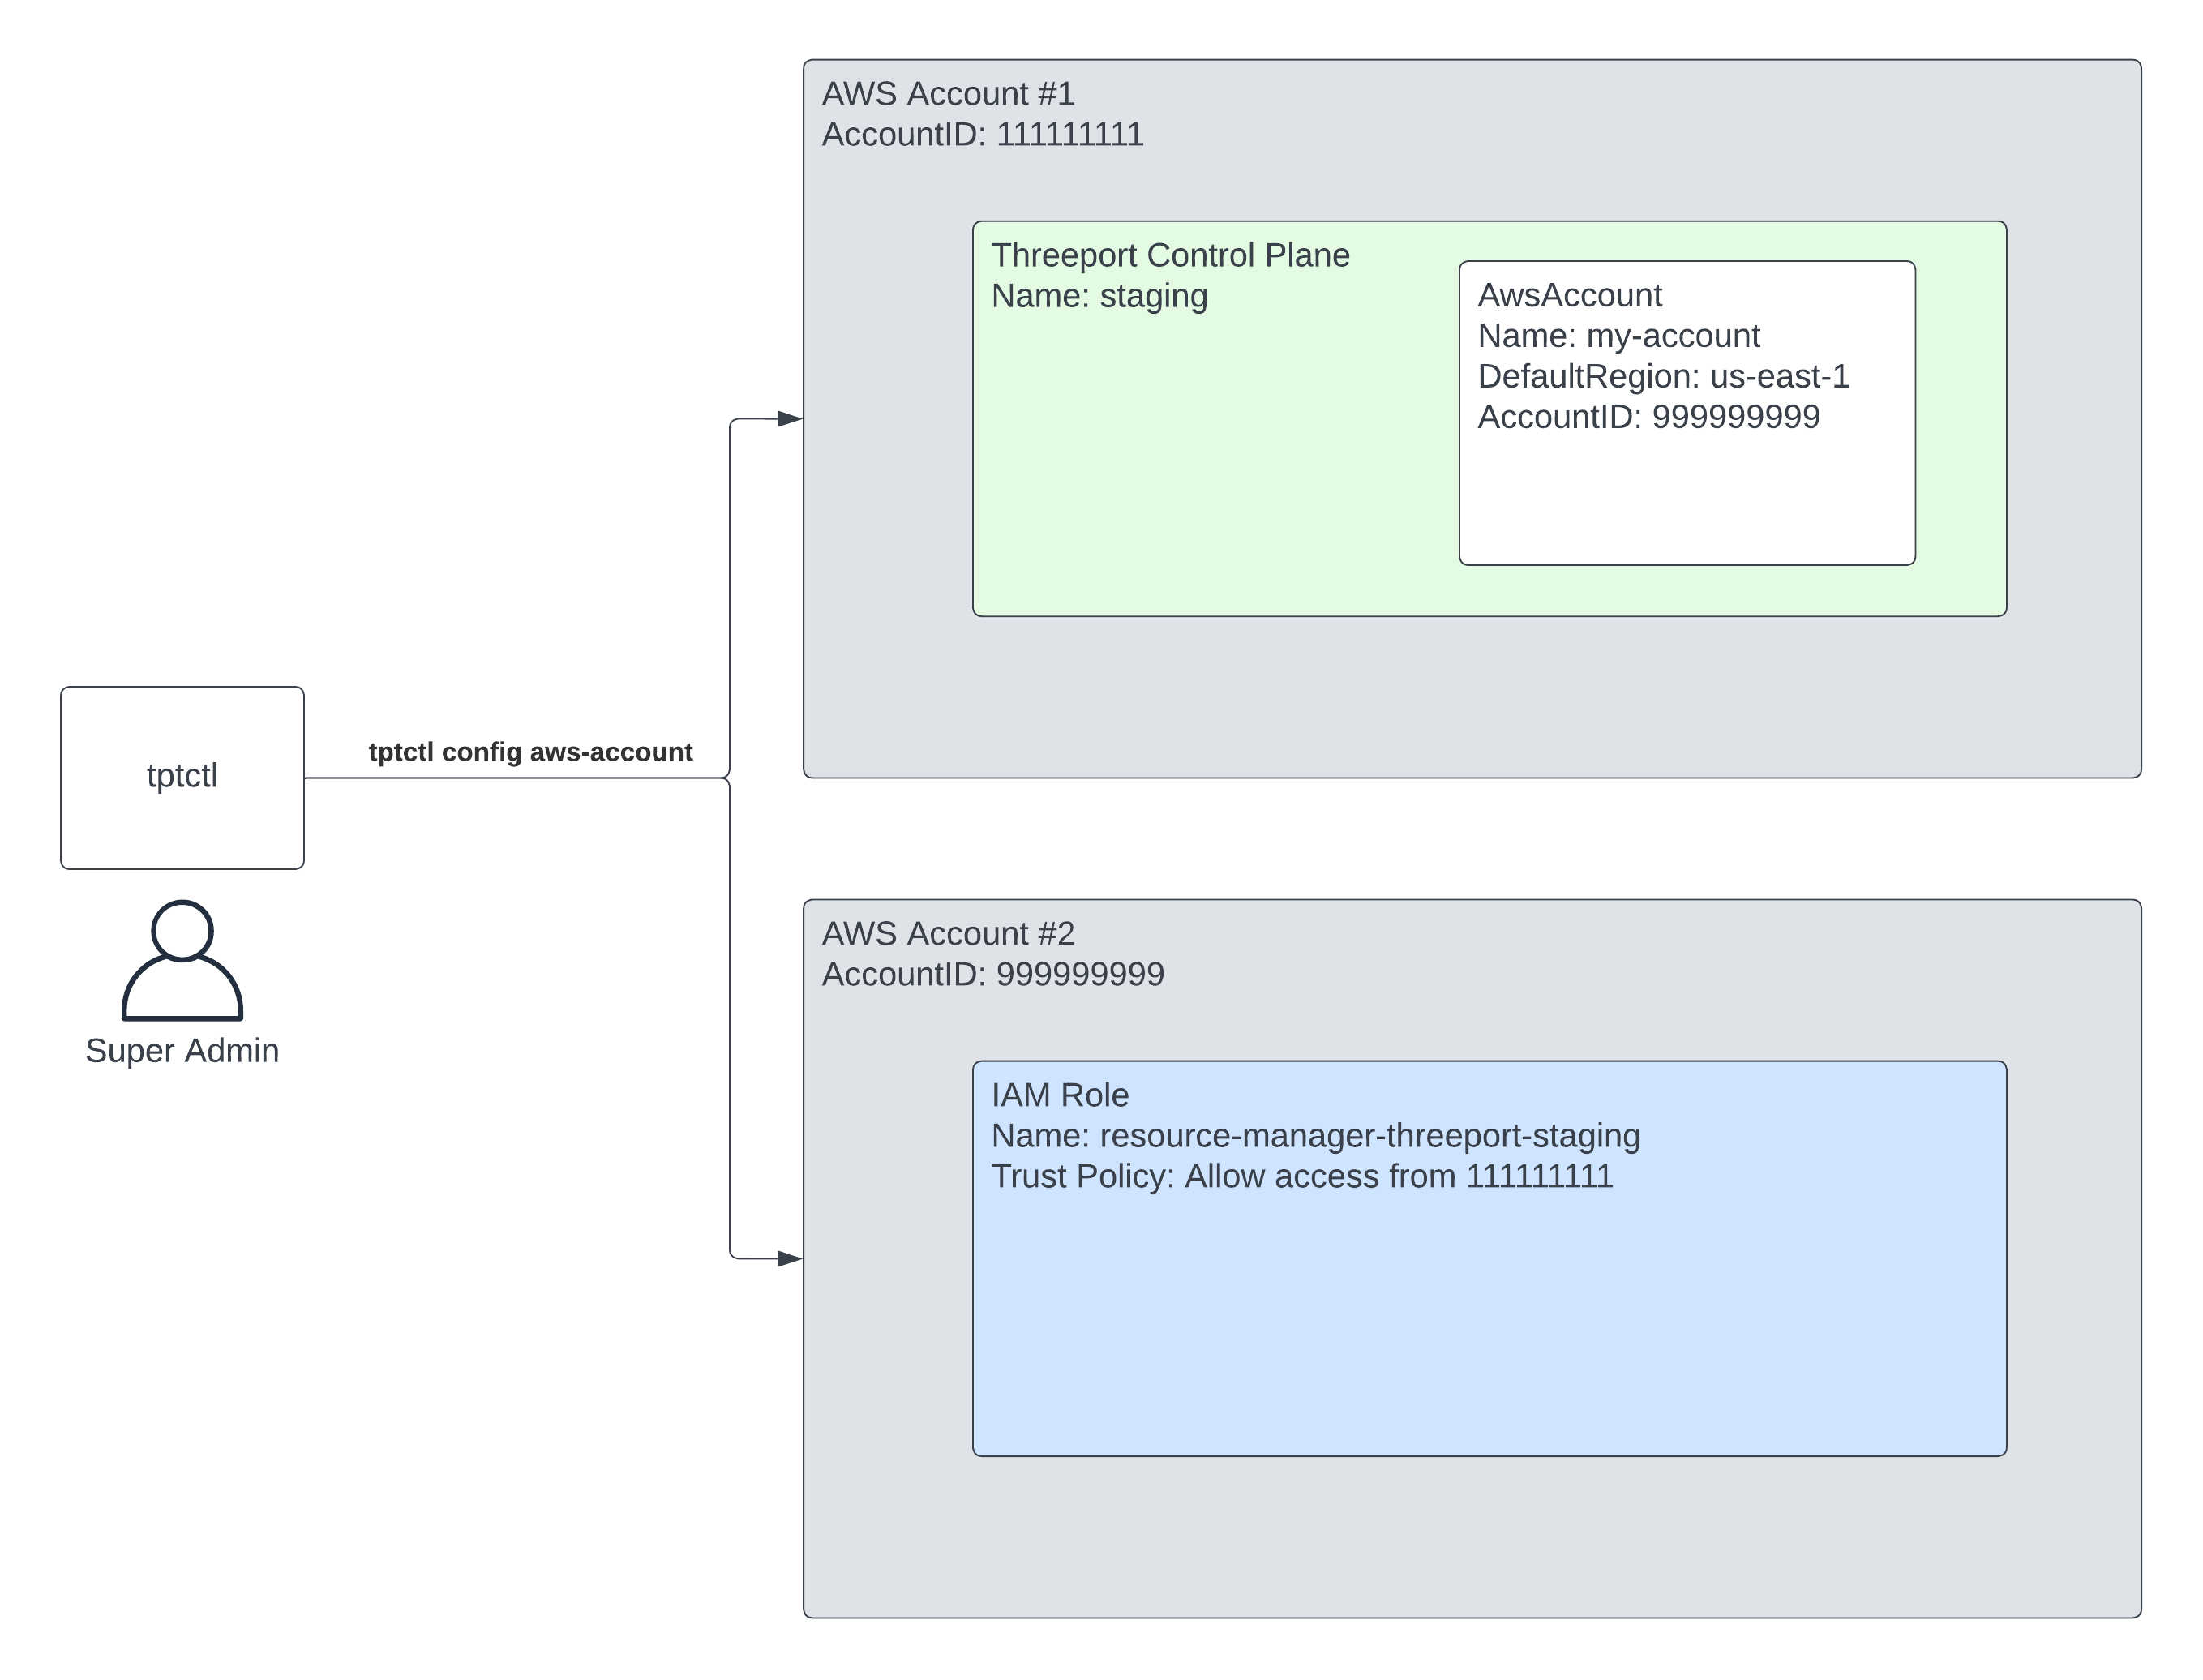 AWS Account #1
AccountID: 111111111
Threeport Control Plane
Name: staging
AwsAccount
Name: my-account
DefaultRegion: us-east-1
AccountID: 999999999
tptctl config aws-account
tptctl
Super Admin
AWS Account #2
AccountID: 999999999
IAM Role
Name: resource-manager-threeport-staging
Trust Policy: Allow access from 111111111